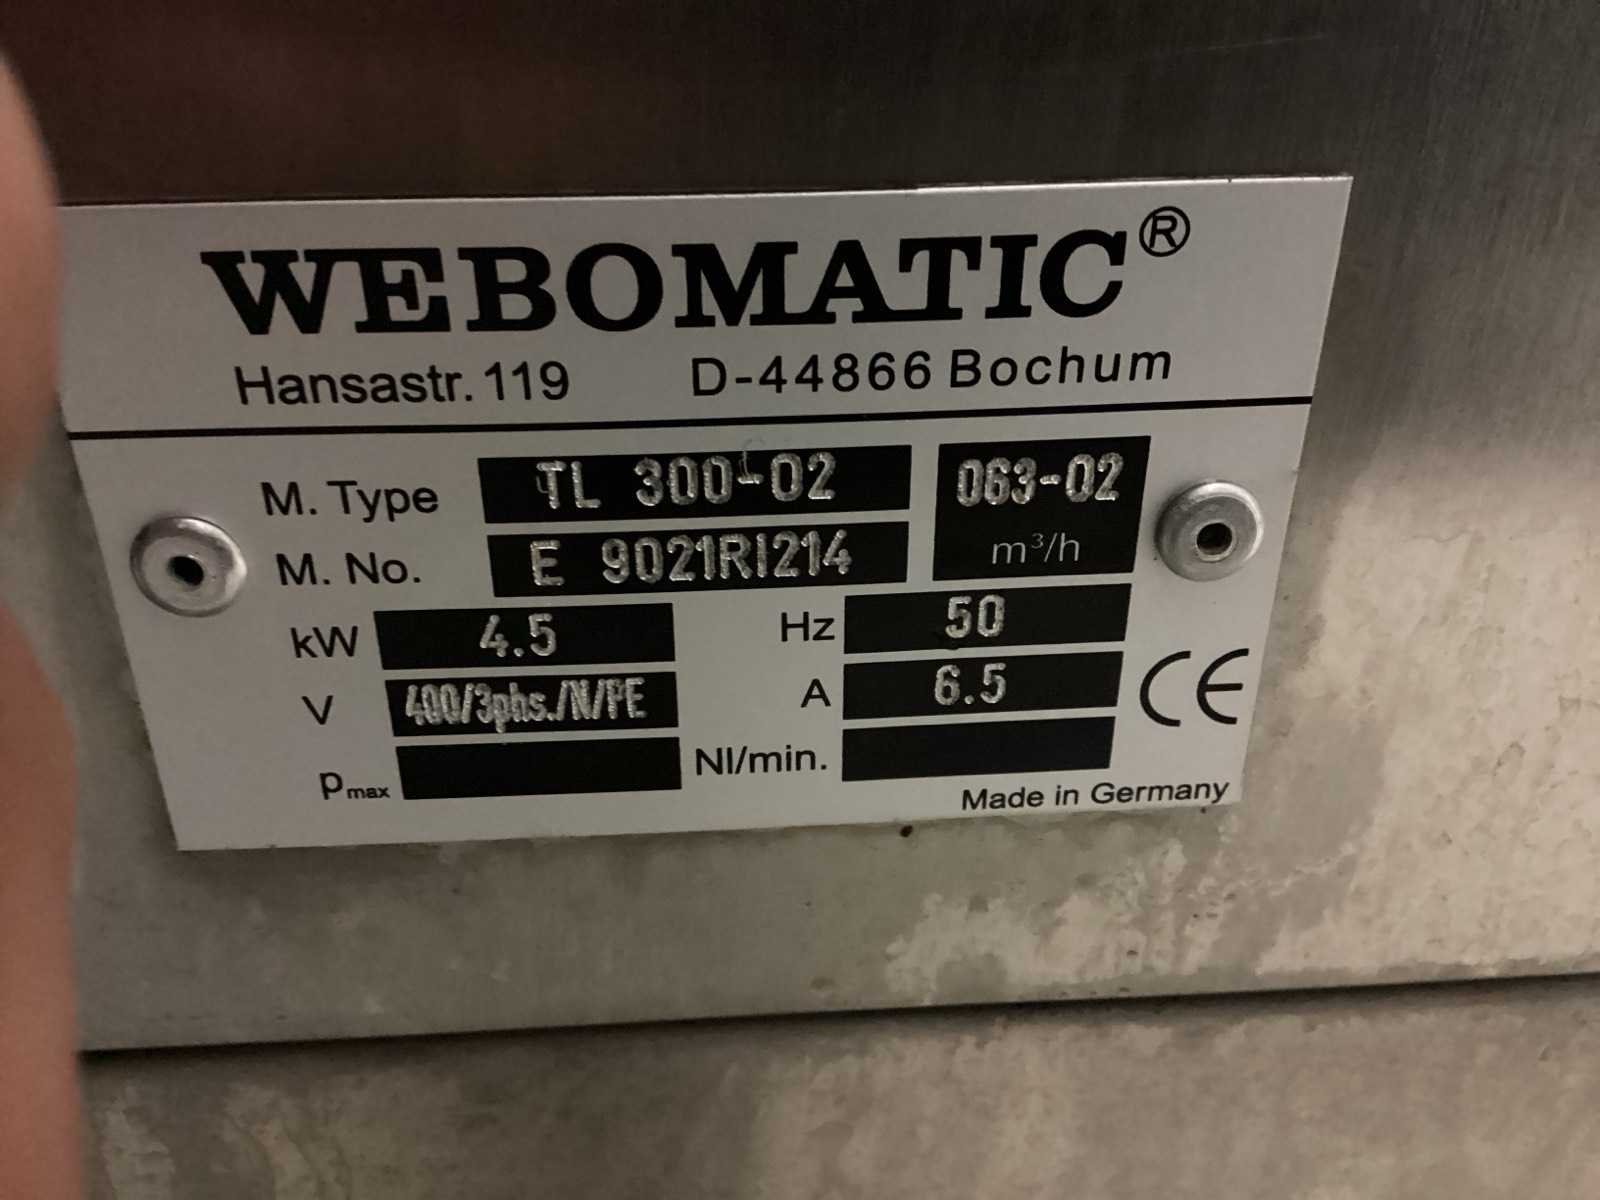 WEBOMATIC®
Hansastr. 119 D-44866 Bochum
M. Type TL 300-02 063-02
M. No. E 9021RI214 m³/h
kW 4.5 Hz 50
V 400/3phs./N/PE A 6.5 CE
Pmax Nl/min.
Made in Germany